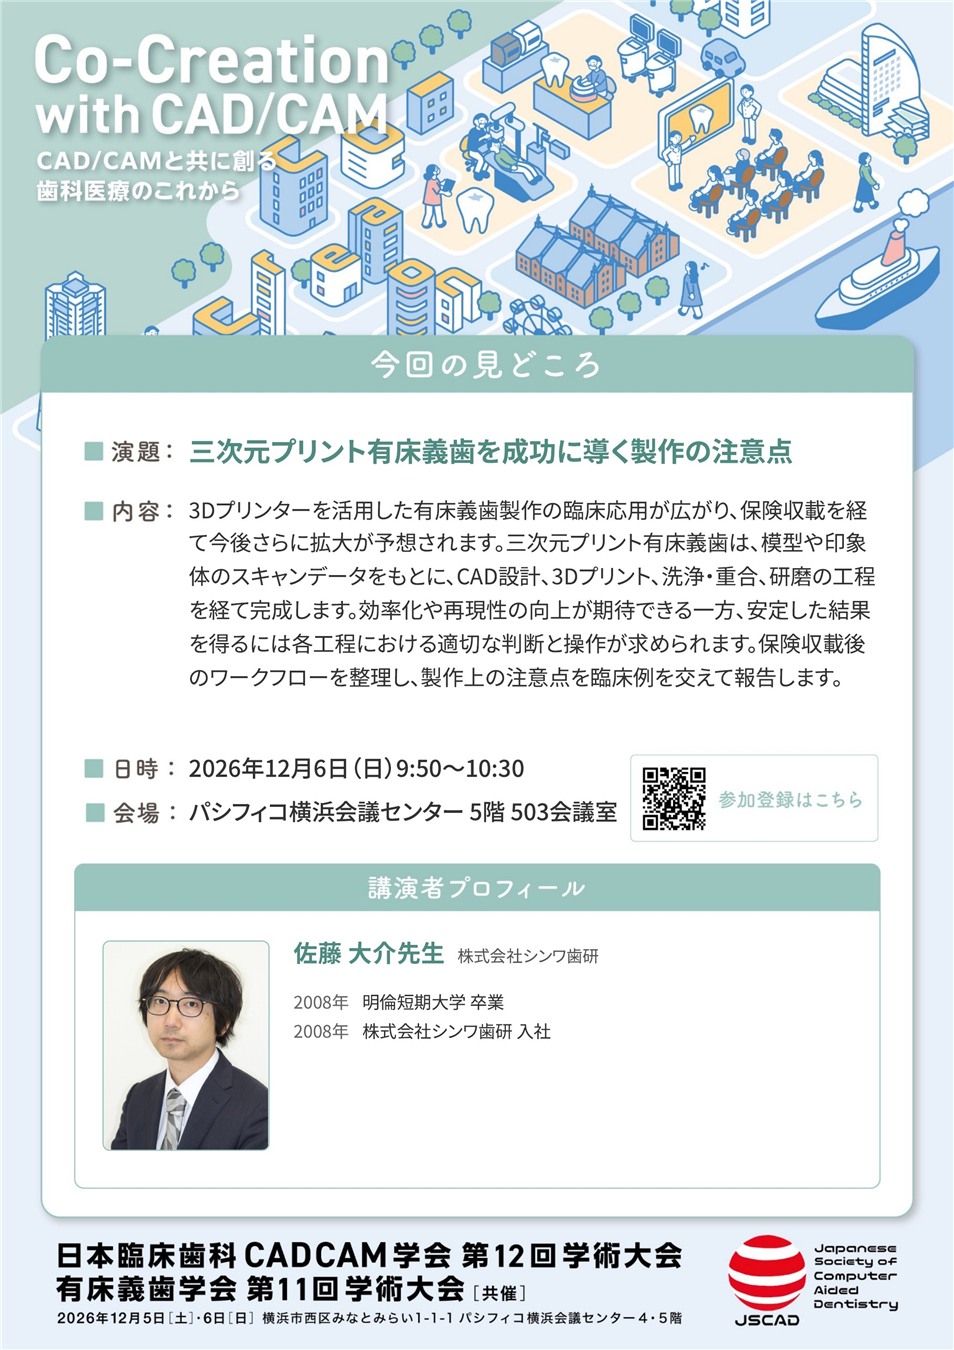 Co-Creation
with CAD/CAM
CAD/CAMと共に創る
歯科医療のこれから
今回の見どころ
演題：三次元プリント有床義歯を成功に導く製作の注意点
内容：3Dプリンターを活用した有床義歯製作の臨床応用が広がり、保険収載を経
て今後さらに拡大が予想されます。三次元プリント有床義歯は、模型や印象
体のスキャンデータをもとに、CAD設計、3Dプリント、洗浄・重合、研磨の工程
を経て完成します。効率化や再現性の向上が期待できる一方、安定した結果
を得るには各工程における適切な判断と操作が求められます。保険収載後
のワークフローを整理し、製作上の注意点を臨床例を交えて報告します。
日時：2026年12月6日（日）9:50〜10:30
会場：パシフィコ横浜会議センター 5階 503会議室
参加登録はこちら
講演者プロフィール
佐藤 大介先生 株式会社シンワ歯研
2008年 明倫短期大学 卒業
2008年 株式会社シンワ歯研 入社
日本臨床歯科CADCAM学会 第12回学術大会
有床義歯学会 第11回学術大会［共催］
2026年12月5日［土］・6日［日］ 横浜市西区みなとみらい1-1-1 パシフィコ横浜会議センター4・5階
JSCAD
Japanese
Society of
Computer
Aided
Dentistry